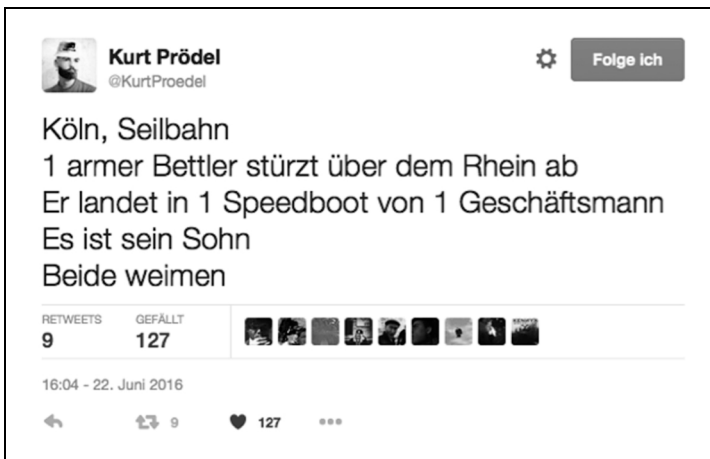 Kurt Prödel
@KurtProedel
Folge ich
Köln, Seilbahn
1 armer Bettler stürzt über dem Rhein ab
Er landet in 1 Speedboot von 1 Geschäftsmann
Es ist sein Sohn
Beide weimen
RETWEETS GEFÄLLT
9 127
16:04 - 22. Juni 2016
9 127